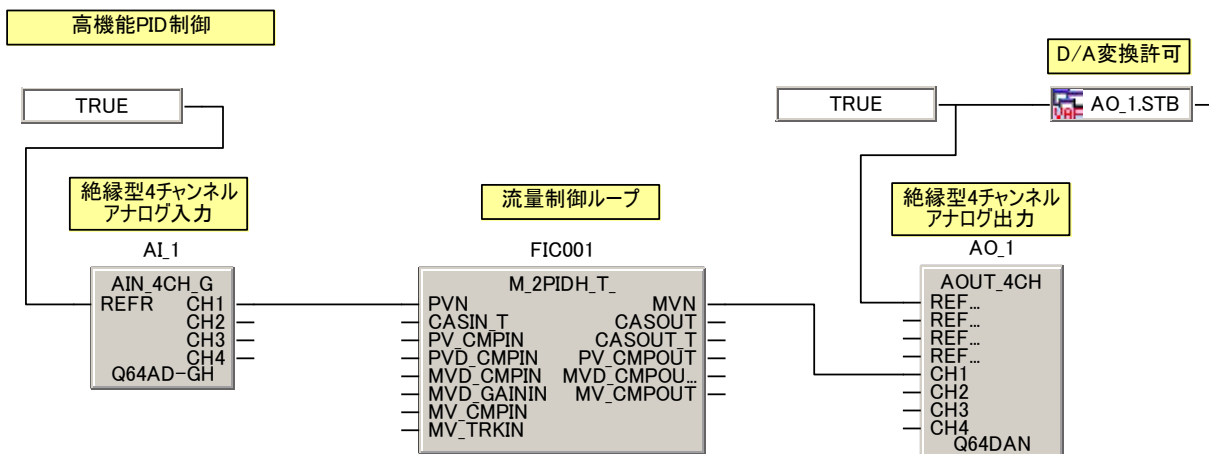 高機能PID制御
D/A変換許可
TRUE
TRUE
AO_1.STB
絶縁型4チャンネル
アナログ入力
流量制御ループ
絶縁型4チャンネル
アナログ出力
AI_1
FIC001
AO_1
AIN_4CH_G
REFR CH1
CH2
CH3
CH4
Q64AD-GH
M_2PIDH_T_
PVN MVN
CASIN_T CASOUT
PV_CMPIN CASOUT_T
PVD_CMPIN PV_CMPOUT
MVD_CMPIN MVD_CMPOU...
MVD_GAININ MV_CMPOUT
MV_CMPIN
MV_TRKIN
AOUT_4CH
REF...
REF...
REF...
REF...
CH1
CH2
CH3
CH4
Q64DAN